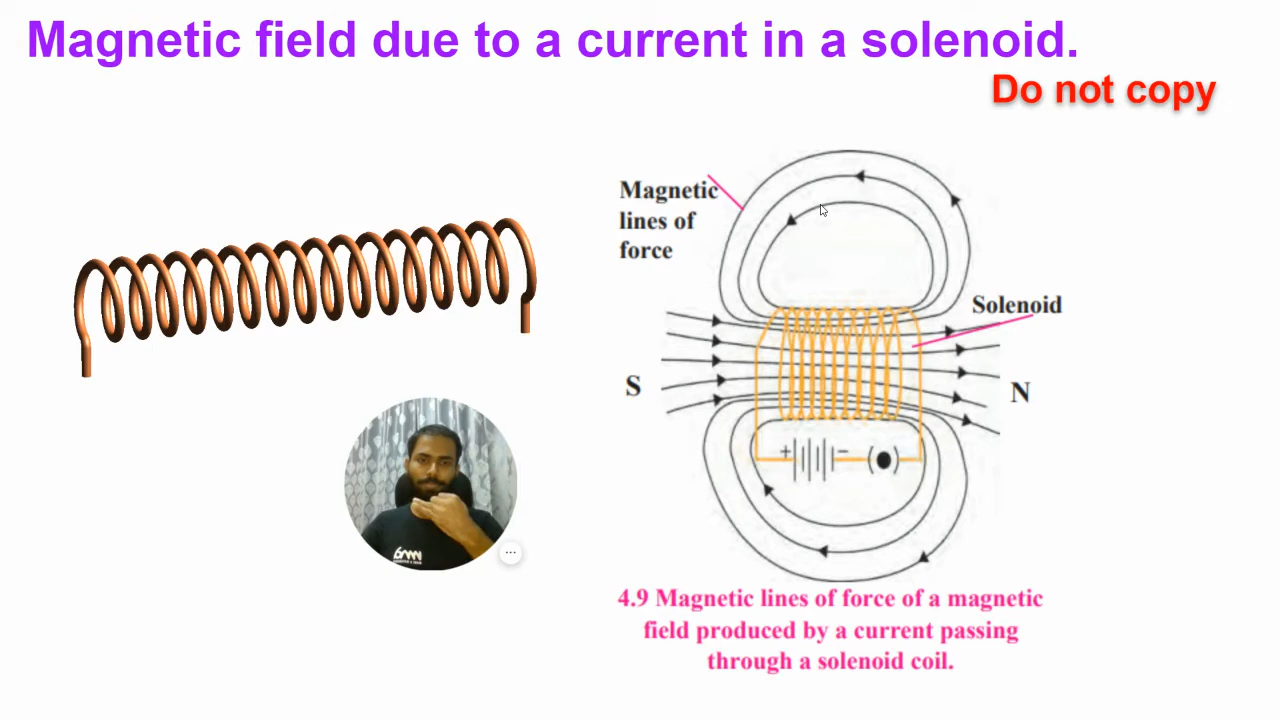 Magnetic field due to a current in a solenoid.
Do not copy
Magnetic
lines of
force
Solenoid
S
N
+
−
4.9 Magnetic lines of force of a magnetic
field produced by a current passing
through a solenoid coil.